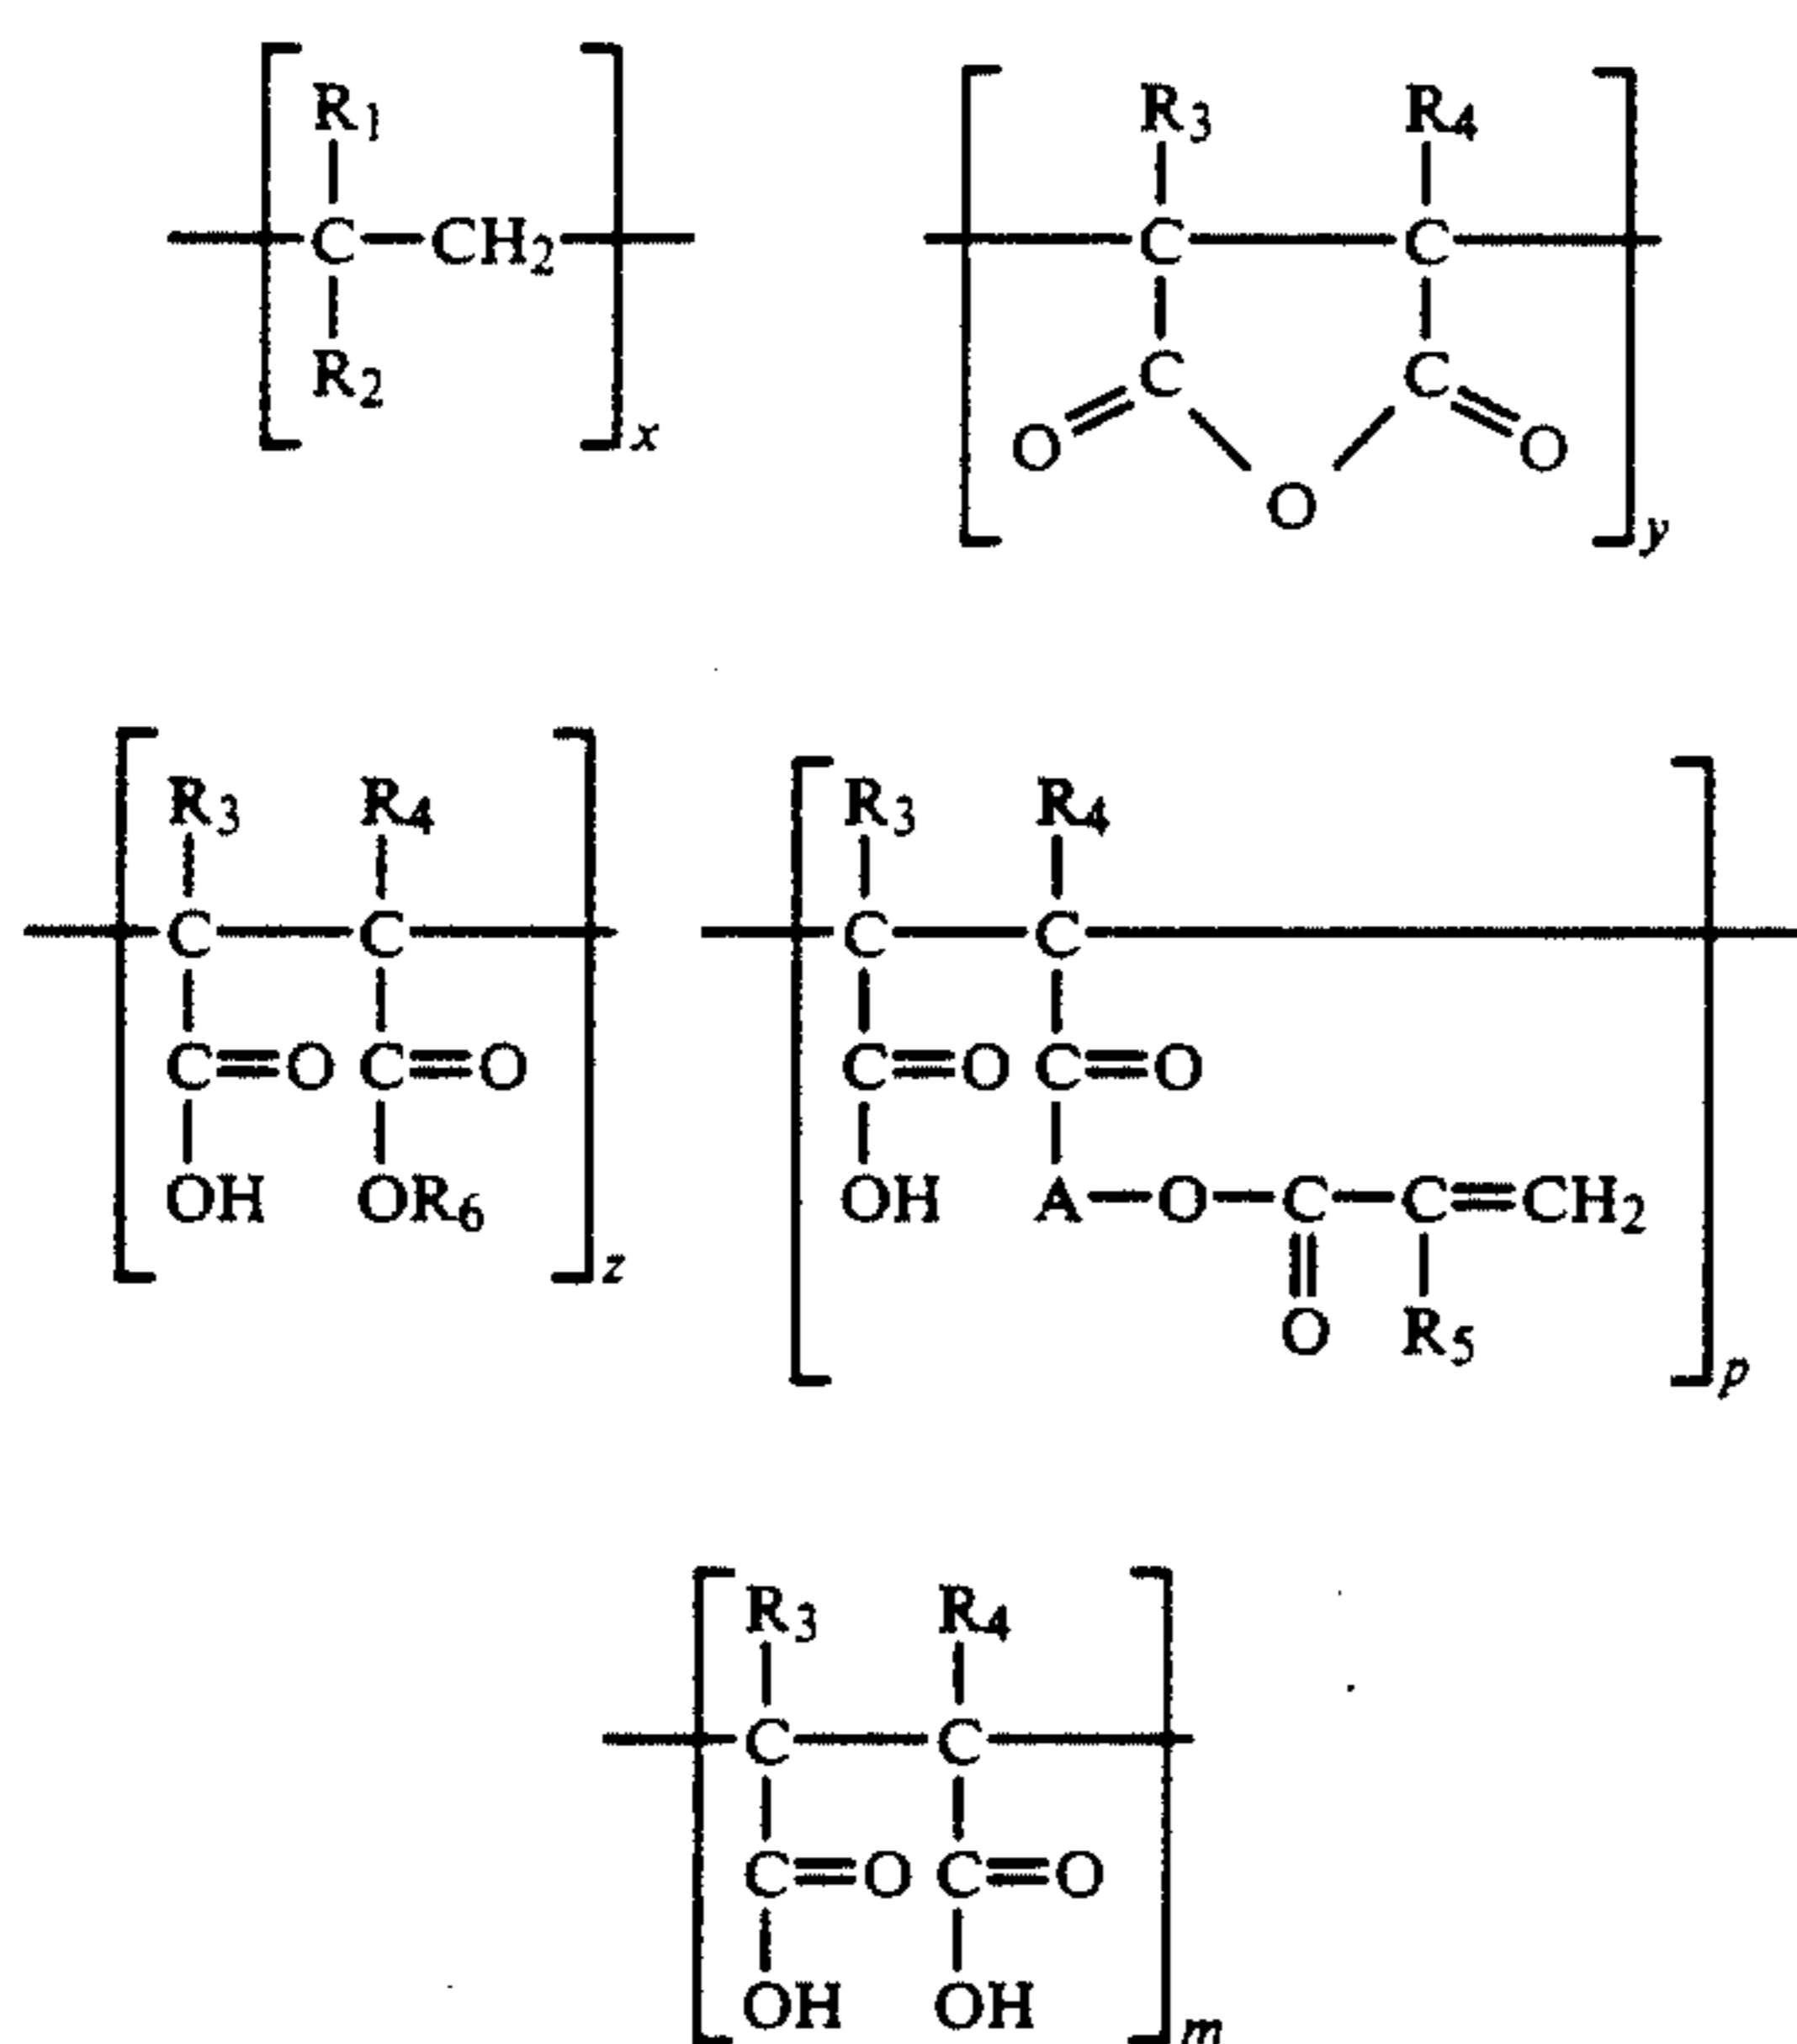 R1 R3 R4
C CH2 C C
R2 C C
x
O O
O
y
R3 R4 R3 R4
C C C C
C=O C=O C=O C=O
OH OR6 OH A-O-C-C=CH2
z
O R5
p
R3 R4
C C
C=O C=O
OH OH
m